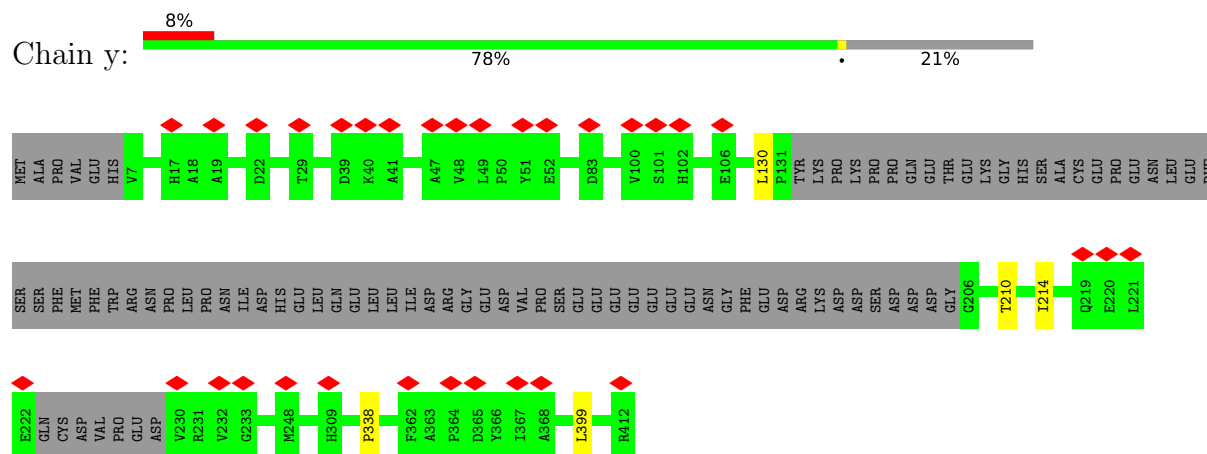 8%
Chain y:
78%
•
21%
MET ALA PRO VAL GLU HIS V7 H17 A18 A19 D22 T29 D39 K40 A41 A47 V48 L49 P50 Y51 E52 D83 V100 S101 H102 E106 L130 P131 TYR LYS PRO LYS PRO PRO GLN GLU THR GLU LYS GLY HIS SER ALA CYS GLU PRO GLU ASN LEU GLU
SER SER PHE MET PHE TRP ARG ASN PRO LEU PRO ASN ILE ASP HIS GLU LEU GLN GLU LEU LEU ILE ASP ARG GLY GLU ASP VAL PRO SER GLU GLU GLU GLU GLU GLU GLU GLU ASN GLY PHE GLU ASP ARG LYS ASP ASP SER ASP ASP ASP GLY G206 T210 I214 Q219 E220 L221
E222 GLN CYS ASP VAL PRO GLU ASP V230 R231 V232 G233 M248 H309 P338 F362 A363 P364 D365 Y366 I367 A368 L399 R412